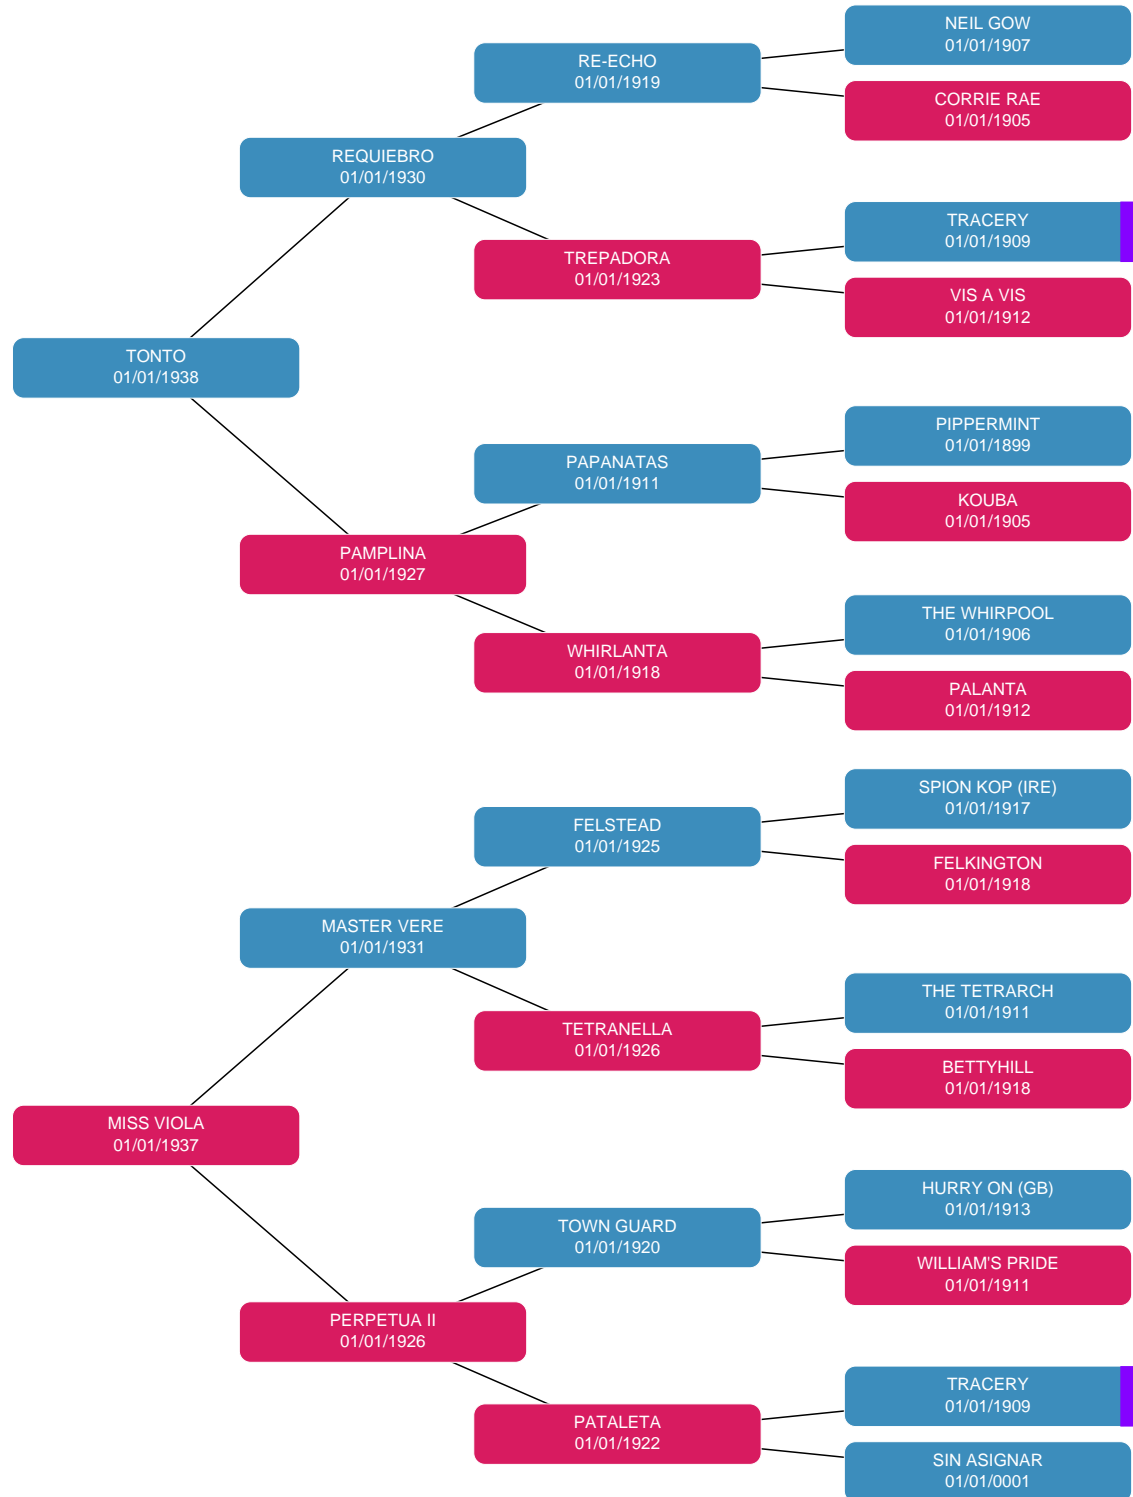 NEIL GOW
01/01/1907
RE-ECHO
01/01/1919
CORRIE RAE
01/01/1905
REQUIEBRO
01/01/1930
TRACERY
01/01/1909
TREPADORA
01/01/1923
VIS A VIS
01/01/1912
TONTO
01/01/1938
PIPPERMINT
01/01/1899
PAPANATAS
01/01/1911
KOUBA
01/01/1905
PAMPLINA
01/01/1927
THE WHIRPOOL
01/01/1906
WHIRLANTA
01/01/1918
PALANTA
01/01/1912
SPION KOP (IRE)
01/01/1917
FELSTEAD
01/01/1925
FELKINGTON
01/01/1918
MASTER VERE
01/01/1931
THE TETRARCH
01/01/1911
TETRANELLA
01/01/1926
BETTYHILL
01/01/1918
MISS VIOLA
01/01/1937
HURRY ON (GB)
01/01/1913
TOWN GUARD
01/01/1920
WILLIAM'S PRIDE
01/01/1911
PERPETUA II
01/01/1926
TRACERY
01/01/1909
PATALETA
01/01/1922
SIN ASIGNAR
01/01/0001